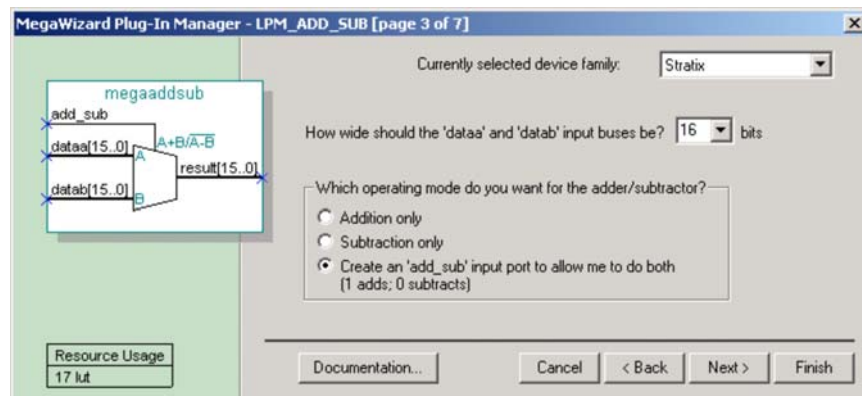 MegaWizard Plug-In Manager - LPM_ADD_SUB [page 3 of 7]
megaaddsub
add_sub
A+B/A-B
dataa[15..0]
A
result[15..0]
datab[15..0]
B
Resource Usage
17 lut
Currently selected device family:
Stratix
How wide should the 'dataa' and 'datab' input buses be? 16 bits
Which operating mode do you want for the adder/subtractor?
Addition only
Subtraction only
Create an 'add_sub' input port to allow me to do both
(1 adds; 0 subtracts)
Documentation... Cancel < Back Next > Finish